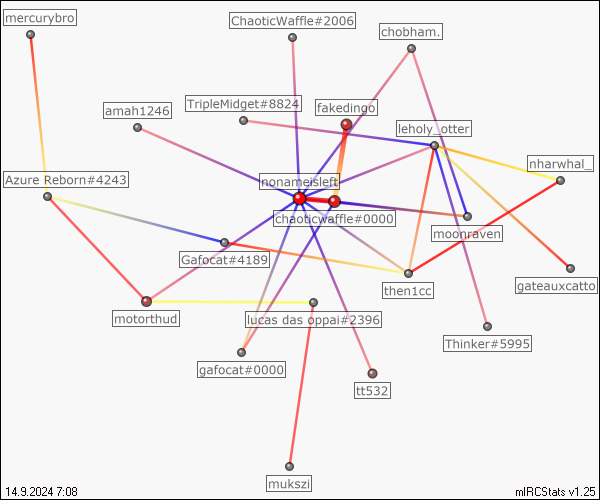 mercurybro
ChaoticWaffle#2006
chobham.
TripleMidget#8824
fakedingo
amah1246
leholy_otter
nharwhal_
Azure Reborn#4243
nonameisleft
chaoticwaffle#0000
moonraven
Gafocat#4189
then1cc
gateauxcatto
motorthud
lucas das oppai#2396
Thinker#5995
gafocat#0000
tt532
mukszi
14.9.2024 7:08
mIRCStats v1.25